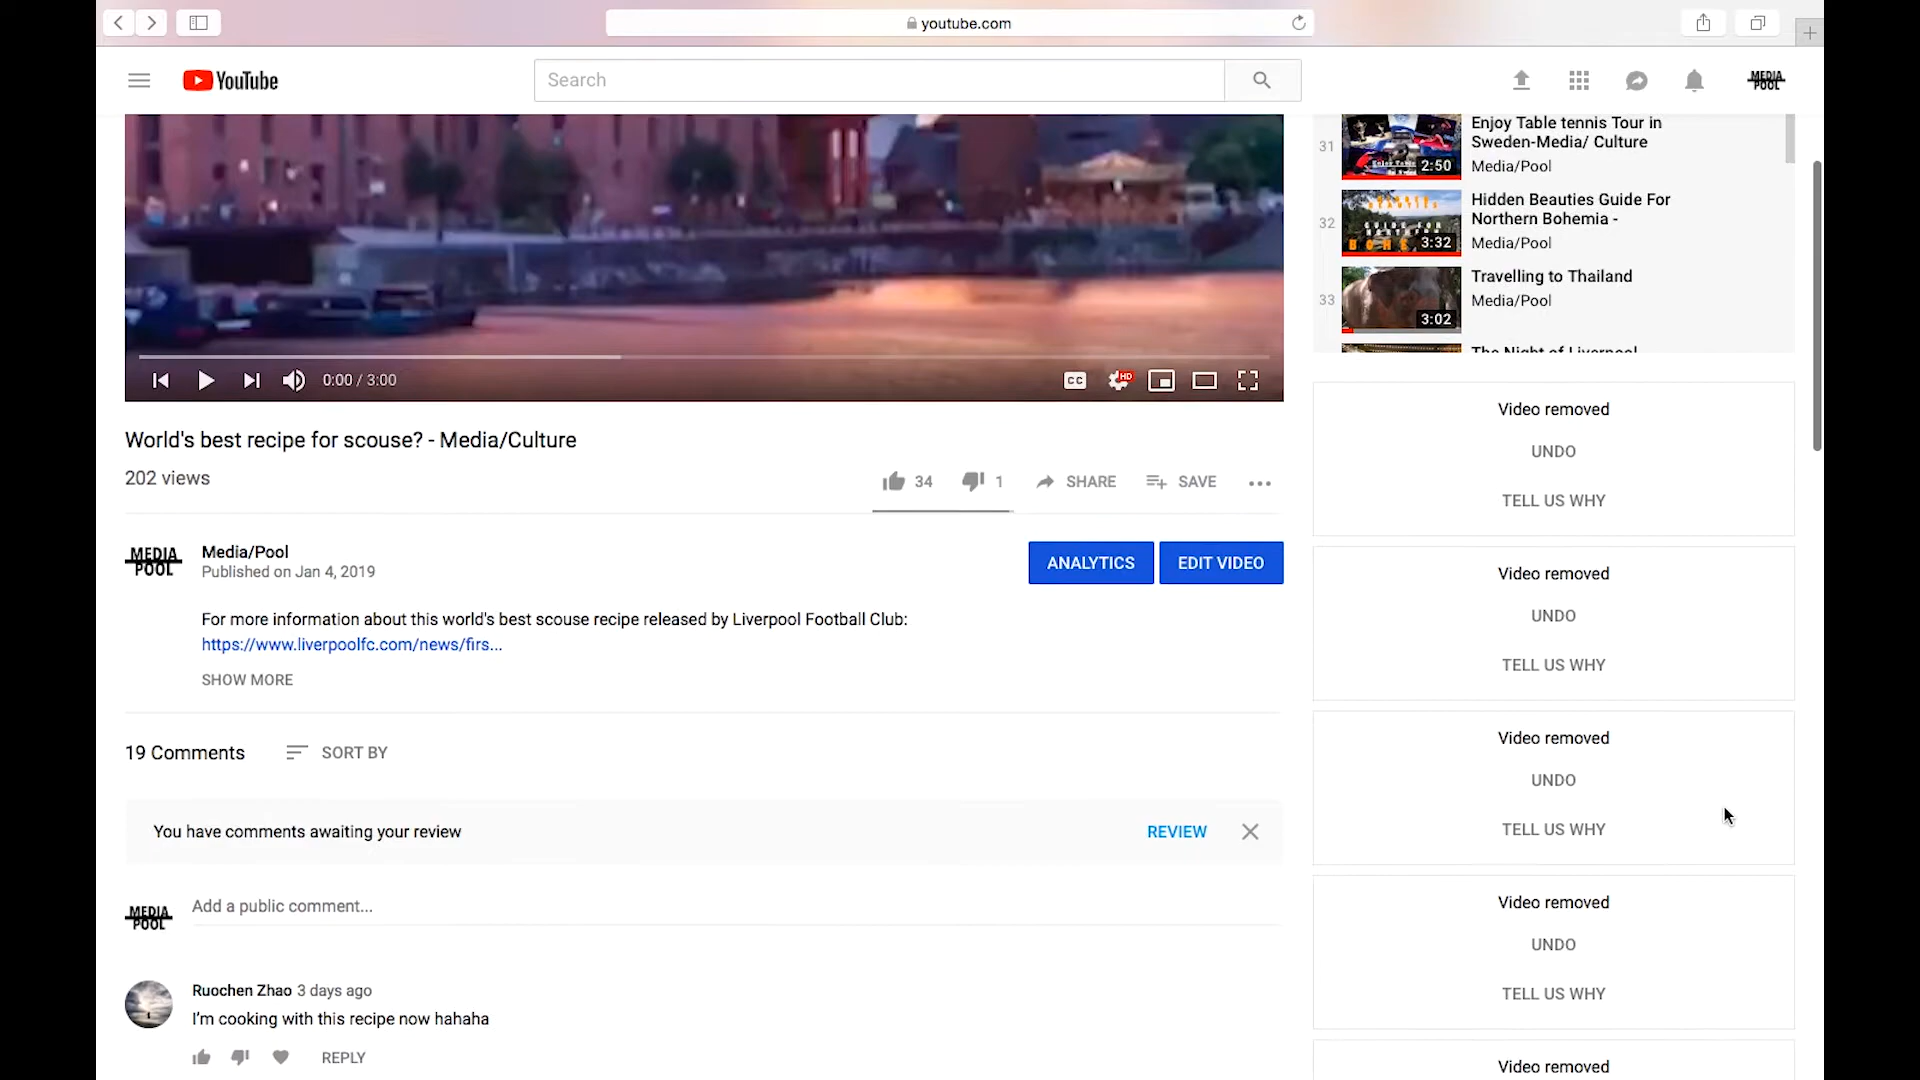 youtube.com
YouTube
Search
MEDIA
POOL
31
Enjoy Table tennis Tour in
Sweden-Media/ Culture
Media/Pool
2:50
32
Hidden Beauties Guide For
Northern Bohemia -
Media/Pool
3:32
33
Travelling to Thailand
Media/Pool
3:02
The Night of Liverpool
0:00 / 3:00
CC
HD
World's best recipe for scouse? - Media/Culture
202 views
34
1
SHARE
SAVE
MEDIA
POOL
Media/Pool
Published on Jan 4, 2019
ANALYTICS
EDIT VIDEO
For more information about this world's best scouse recipe released by Liverpool Football Club:
https://www.liverpoolfc.com/news/firs...
SHOW MORE
19 Comments
SORT BY
You have comments awaiting your review
REVIEW
MEDIA
POOL
Add a public comment...
Ruochen Zhao 3 days ago
I'm cooking with this recipe now hahaha
REPLY
Video removed
UNDO
TELL US WHY
Video removed
UNDO
TELL US WHY
Video removed
UNDO
TELL US WHY
Video removed
UNDO
TELL US WHY
Video removed